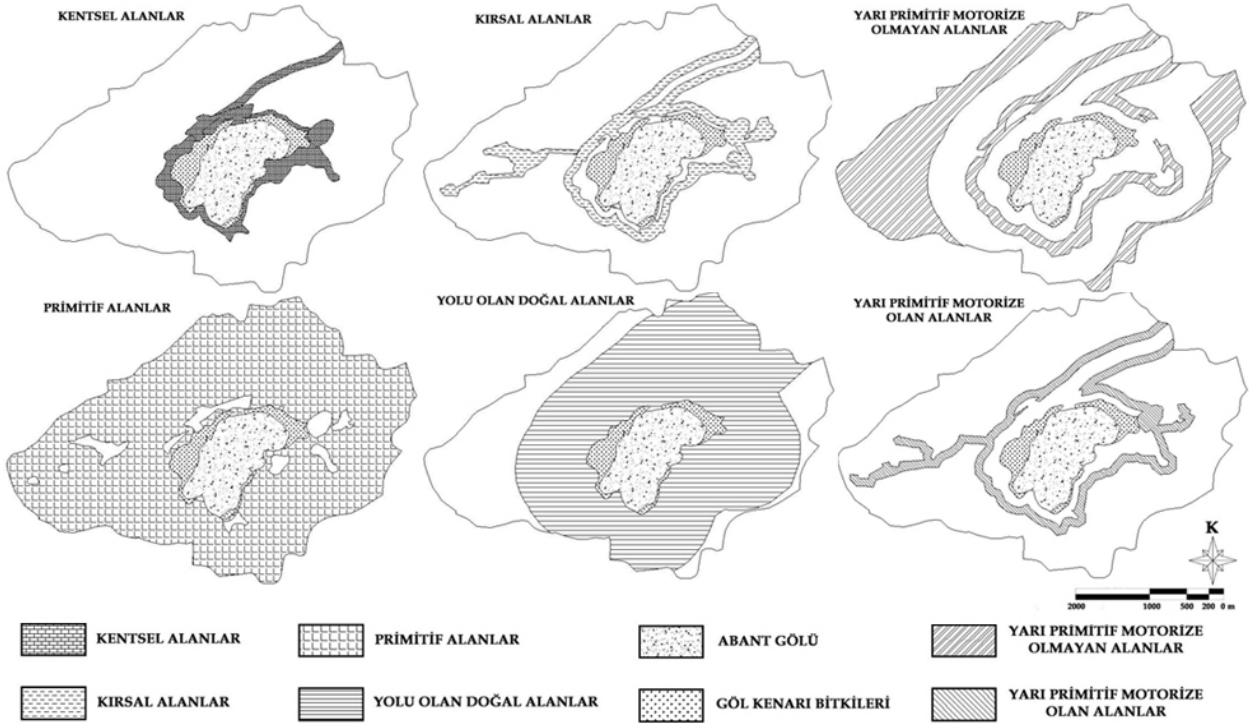 KENTSEL ALANLAR
KIRSAL ALANLAR
YARI PRİMİTİF MOTORİZE
OLMAYAN ALANLAR
PRİMİTİF ALANLAR
YOLU OLAN DOĞAL ALANLAR
YARI PRİMİTİF MOTORİZE
OLAN ALANLAR
K
2000 1000 500 200 0 m
KENTSEL ALANLAR
PRİMİTİF ALANLAR
ABANT GÖLÜ
YARI PRİMİTİF MOTORİZE
OLMAYAN ALANLAR
KIRSAL ALANLAR
YOLU OLAN DOĞAL ALANLAR
GÖL KENARI BİTKİLERİ
YARI PRİMİTİF MOTORİZE
OLAN ALANLAR